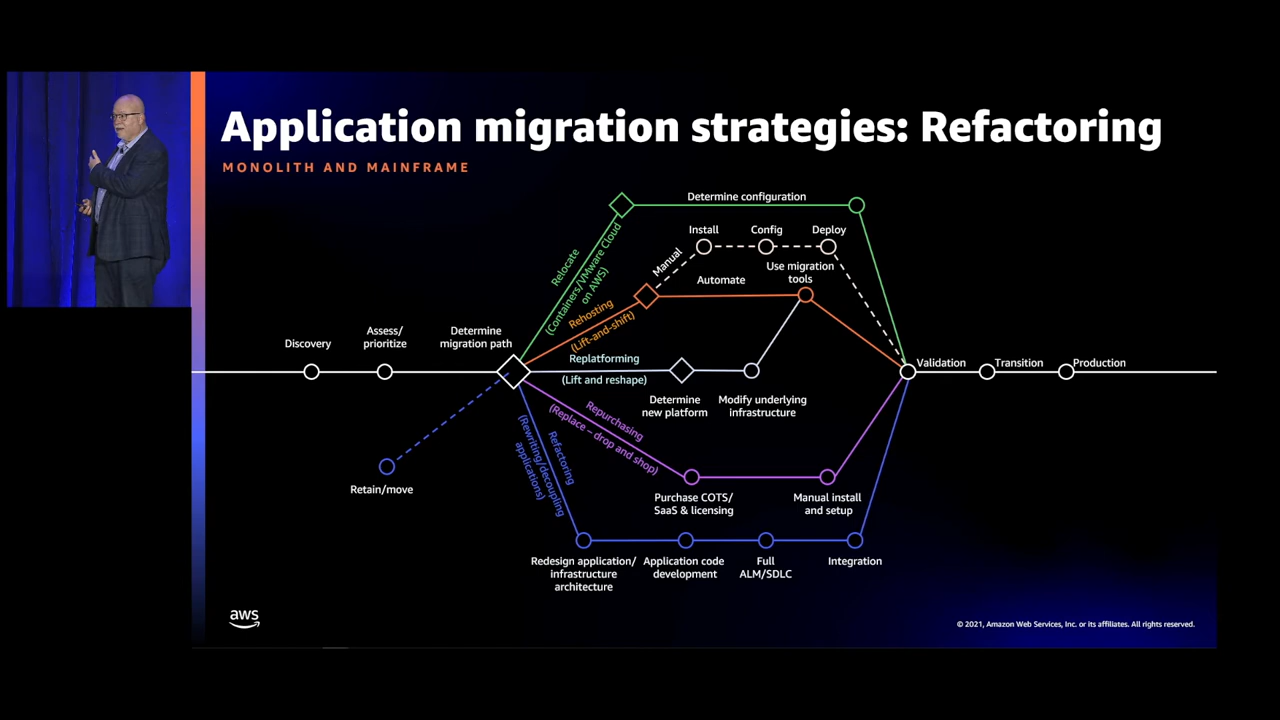 Application migration strategies: Refactoring
MONOLITH AND MAINFRAME
Determine configuration
Install
Config
Deploy
Manual
Relocate
(Containers/VMware Cloud
on AWS)
Automate
Use migration
tools
Rehosting
(Lift-and-shift)
Discovery
Assess/
prioritize
Determine
migration path
Replatforming
(Lift and reshape)
Determine
new platform
Modify underlying
infrastructure
Validation
Transition
Production
Repurchasing
(Replace – drop and shop)
Purchase COTS/
SaaS & licensing
Manual install
and setup
Retain/move
Refactoring
(Rewriting/decoupling
applications)
Redesign application/
infrastructure
architecture
Application code
development
Full
ALM/SDLC
Integration
aws
© 2021, Amazon Web Services, Inc. or its affiliates. All rights reserved.